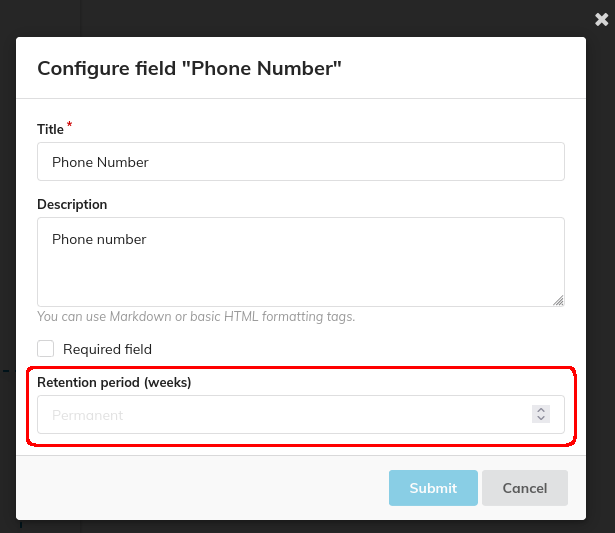 Configure field "Phone Number"
Title *
Phone Number
Description
Phone number
You can use Markdown or basic HTML formatting tags.
Required field
Retention period (weeks)
Permanent
Submit Cancel